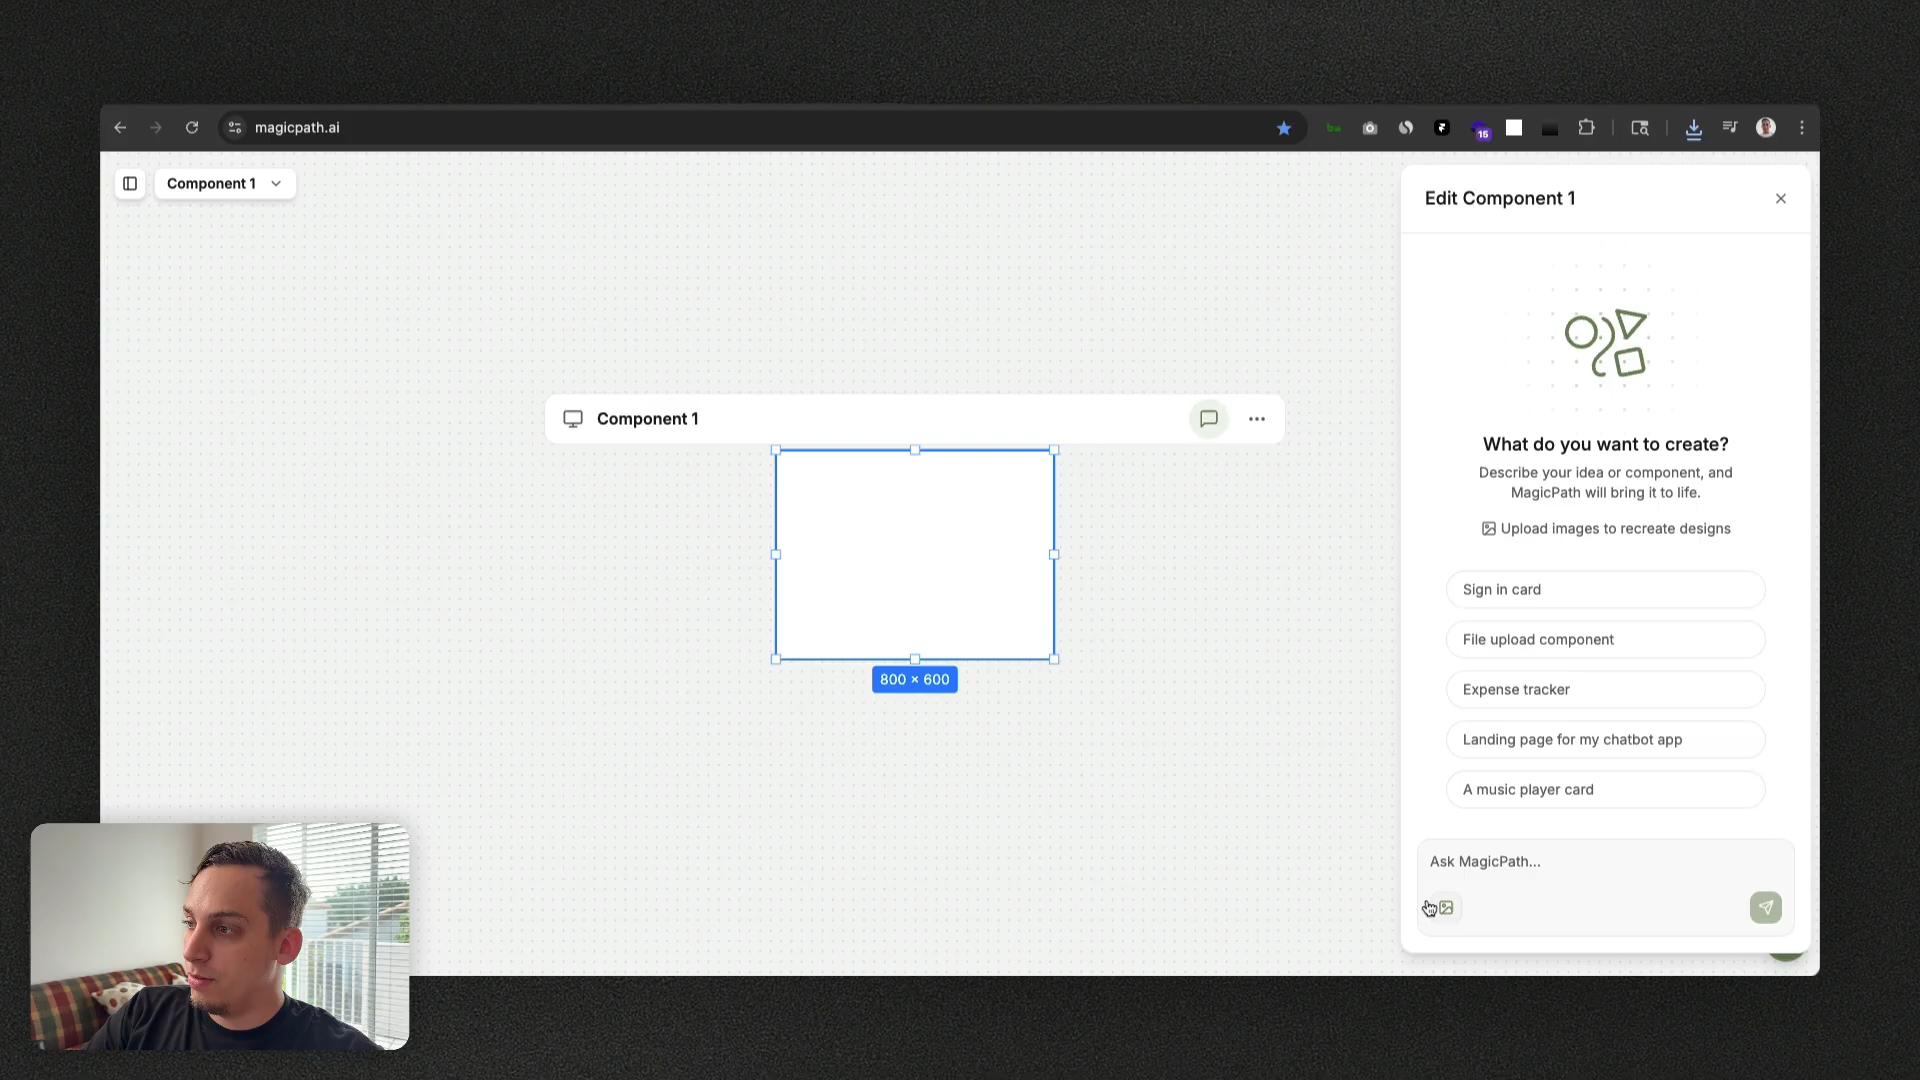 magicpath.ai
15
Component 1
Edit Component 1
Component 1
800 × 600
What do you want to create?
Describe your idea or component, and
MagicPath will bring it to life.
Upload images to recreate designs
Sign in card
File upload component
Expense tracker
Landing page for my chatbot app
A music player card
Ask MagicPath...